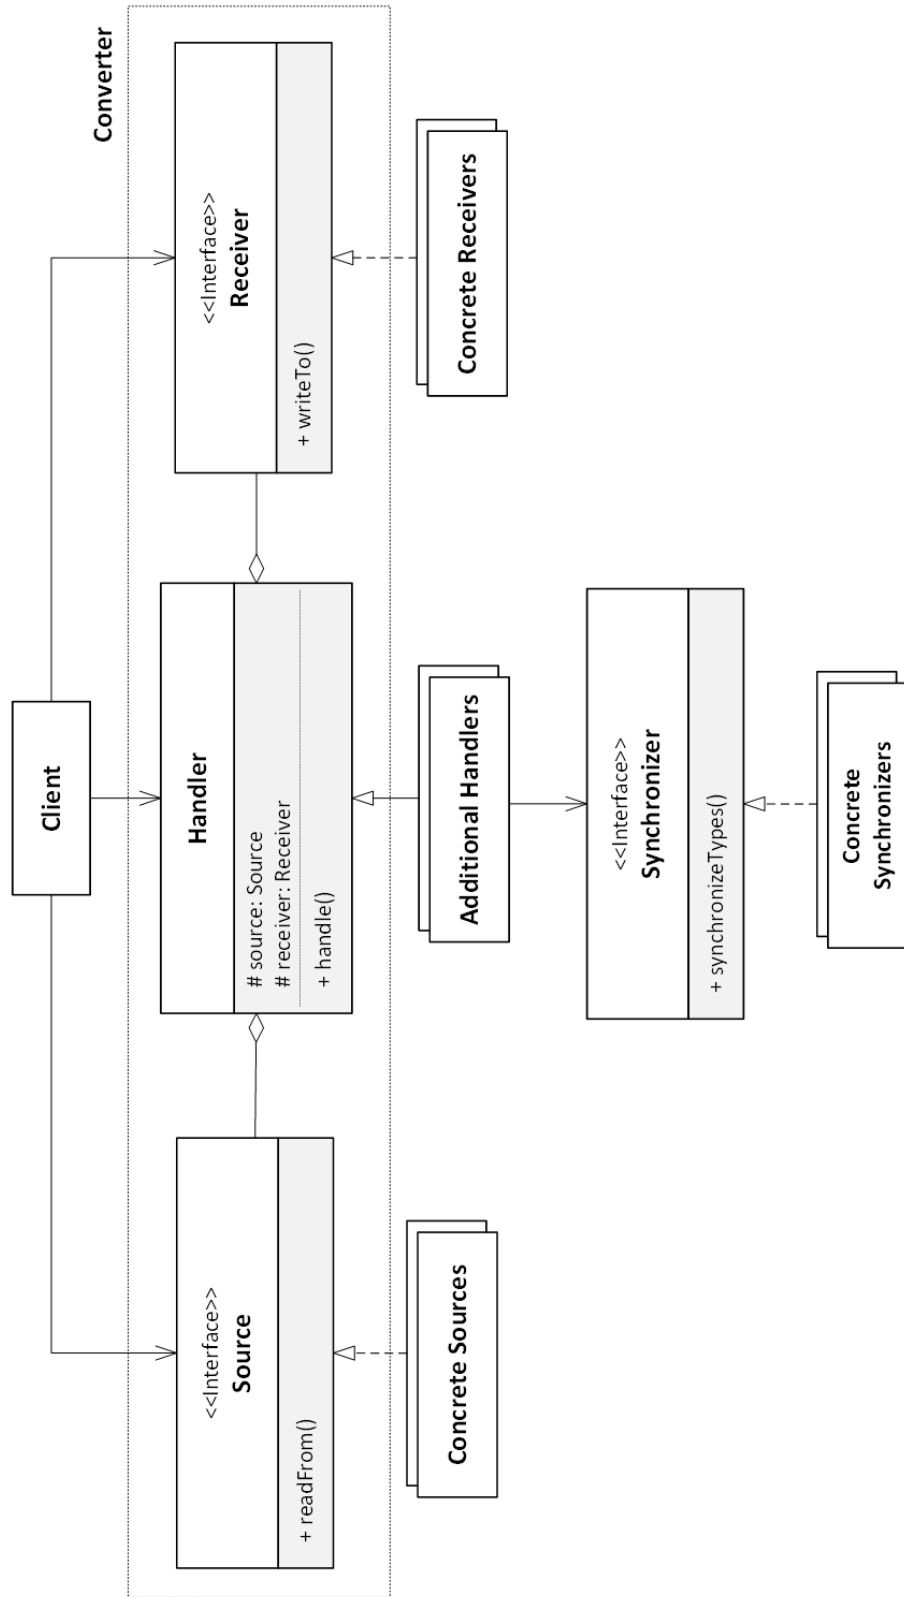 Client
Converter
<<Interface>>
Source
+ readFrom()
Handler
# source: Source
# receiver: Receiver
+ handle()
<<Interface>>
Receiver
+ writeTo()
Concrete Sources
Additional Handlers
Concrete Receivers
<<Interface>>
Synchronizer
+ synchronizeTypes()
Concrete
Synchronizers